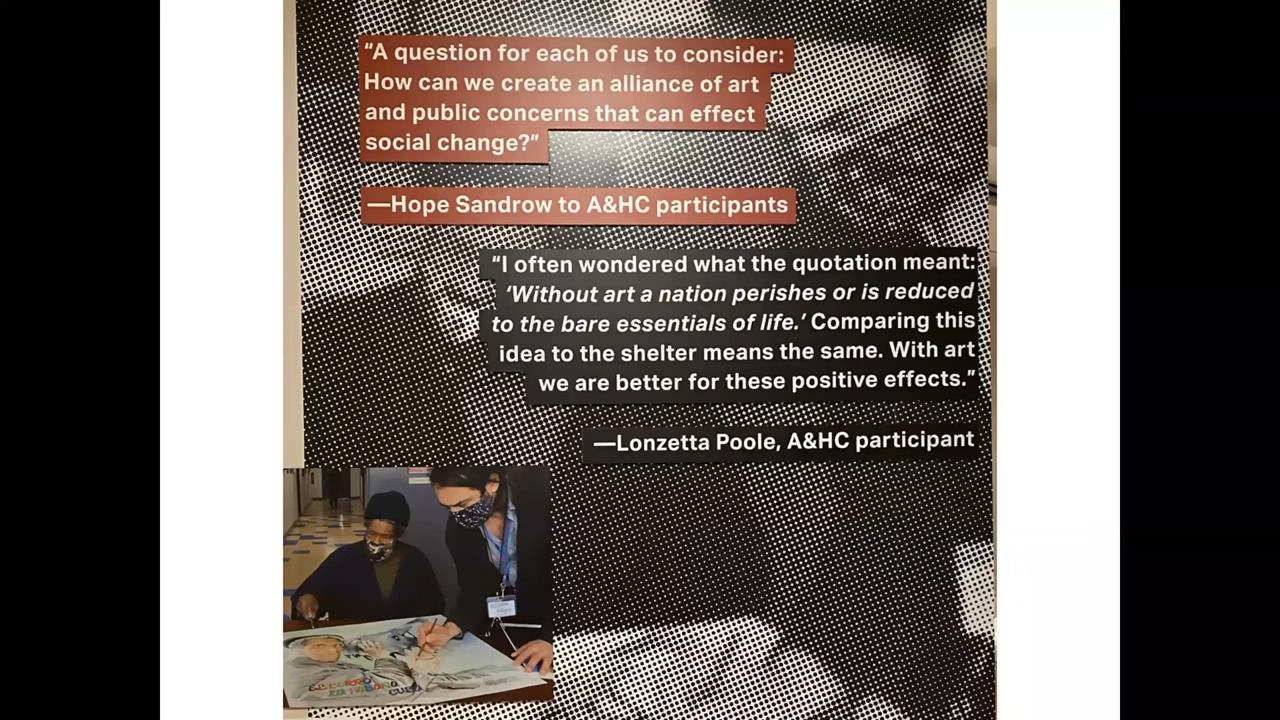 “A question for each of us to consider:
How can we create an alliance of art
and public concerns that can effect
social change?”
—Hope Sandrow to A&HC participants
“I often wondered what the quotation meant:
‘Without art a nation perishes or is reduced
to the bare essentials of life.’ Comparing this
idea to the shelter means the same. With art
we are better for these positive effects.”
—Lonzetta Poole, A&HC participant
CUBA